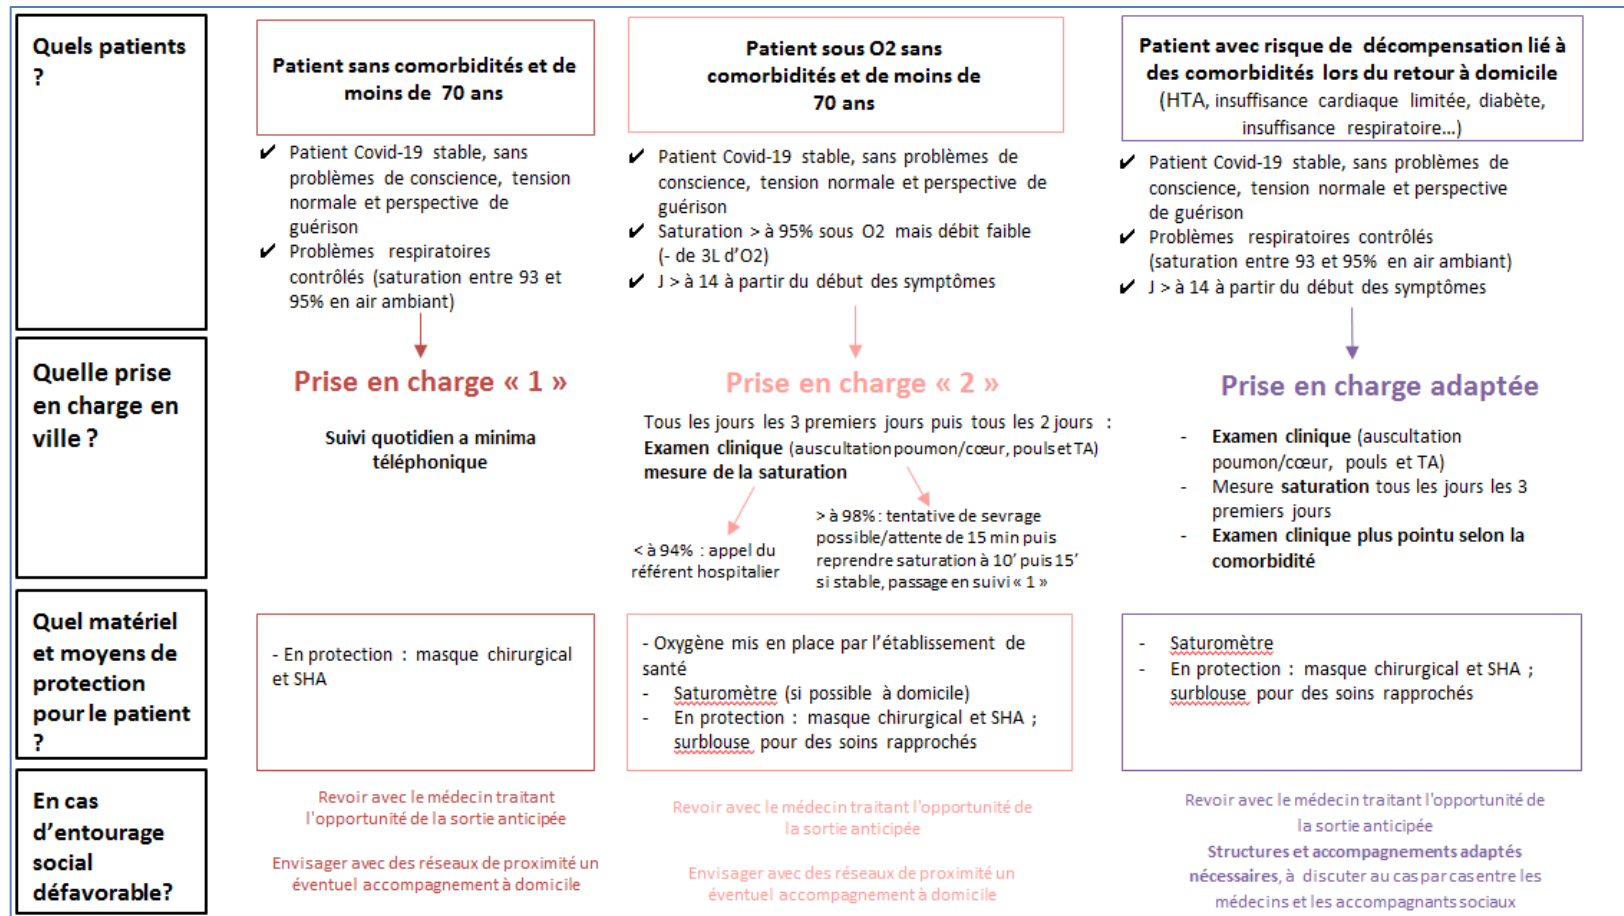 Quels patients
?
Patient sans comorbidités et de
moins de 70 ans
Patient sous O2 sans
comorbidités et de moins de
70 ans
Patient avec risque de décompensation lié à
des comorbidités lors du retour à domicile
(HTA, insuffisance cardiaque limitée, diabète,
insuffisance respiratoire...)
✔ Patient Covid-19 stable, sans
problèmes de conscience, tension
normale et perspective de
guérison
✔ Problèmes respiratoires
contrôlés (saturation entre 93 et
95% en air ambiant)
✔ Patient Covid-19 stable, sans problèmes de
conscience, tension normale et perspective de
guérison
✔ Saturation > à 95% sous O2 mais débit faible
(- de 3L d'O2)
✔ J > à 14 à partir du début des symptômes
✔ Patient Covid-19 stable, sans problèmes de
conscience, tension normale et perspective
de guérison
✔ Problèmes respiratoires contrôlés
(saturation entre 93 et 95% en air ambiant)
✔ J > à 14 à partir du début des symptômes
Quelle prise
en charge en
ville ?
Prise en charge « 1 »
Suivi quotidien a minima
téléphonique
Prise en charge « 2 »
Tous les jours les 3 premiers jours puis tous les 2 jours :
Examen clinique (auscultation poumon/cœur, pouls et TA)
mesure de la saturation
< à 94% : appel du
référent hospitalier
> à 98% : tentative de sevrage
possible/attente de 15 min puis
reprendre saturation à 10' puis 15'
si stable, passage en suivi « 1 »
Prise en charge adaptée
- Examen clinique (auscultation
poumon/cœur, pouls et TA)
- Mesure saturation tous les jours les 3
premiers jours
- Examen clinique plus pointu selon la
comorbidité
Quel matériel
et moyens de
protection
pour le patient
?
- En protection : masque chirurgical
et SHA
- Oxygène mis en place par l'établissement de
santé
- Saturomètre (si possible à domicile)
- En protection : masque chirurgical et SHA ;
surblouse pour des soins rapprochés
- Saturomètre
- En protection : masque chirurgical et SHA ;
surblouse pour des soins rapprochés
En cas
d'entourage
social
défavorable?
Revoir avec le médecin traitant
l'opportunité de la sortie anticipée
Envisager avec des réseaux de proximité un
éventuel accompagnement à domicile
Revoir avec le médecin traitant l'opportunité de
la sortie anticipée
Envisager avec des réseaux de proximité un
éventuel accompagnement à domicile
Revoir avec le médecin traitant l'opportunité de
la sortie anticipée
Structures et accompagnements adaptés
nécessaires, à discuter au cas par cas entre les
médecins et les accompagnants sociaux